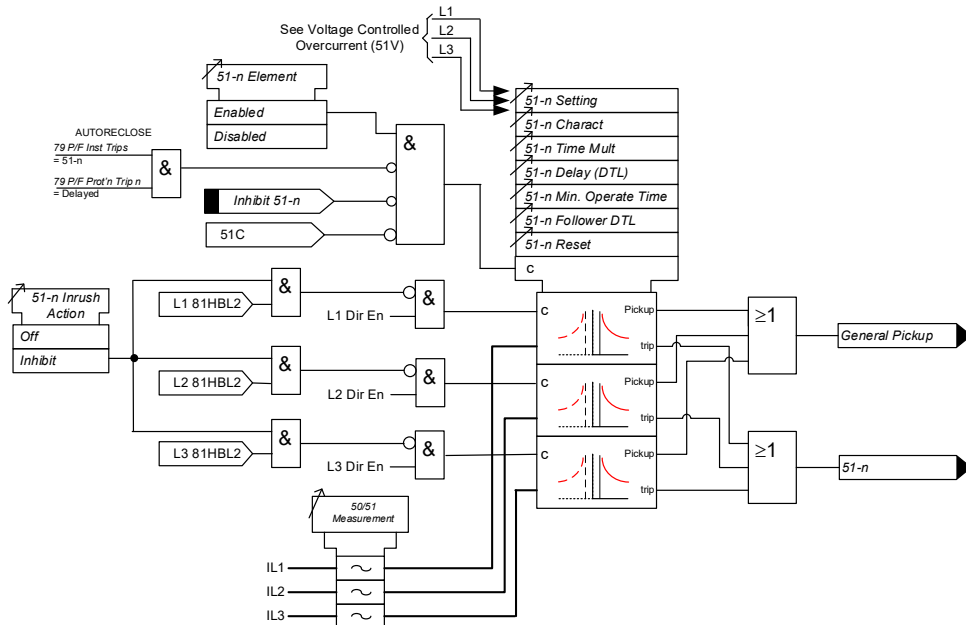 L1
See Voltage Controlled
Overcurrent (51V)
L2
L3
51-n Element
Enabled
Disabled
AUTORECLOSE
79 P/F Inst Trips
= 51-n
79 P/F Prot'n Trip n
= Delayed
&
Inhibit 51-n
51C
&
51-n Setting
51-n Charact
51-n Time Mult
51-n Delay (DTL)
51-n Min. Operate Time
51-n Follower DTL
51-n Reset
c
51-n Inrush
Action
Off
Inhibit
L1 81HBL2
&
L1 Dir En
&
c
Pickup
trip
L2 81HBL2
&
L2 Dir En
&
c
Pickup
trip
L3 81HBL2
&
L3 Dir En
&
c
Pickup
trip
≥1
General Pickup
≥1
51-n
50/51
Measurement
IL1
~
IL2
~
IL3
~